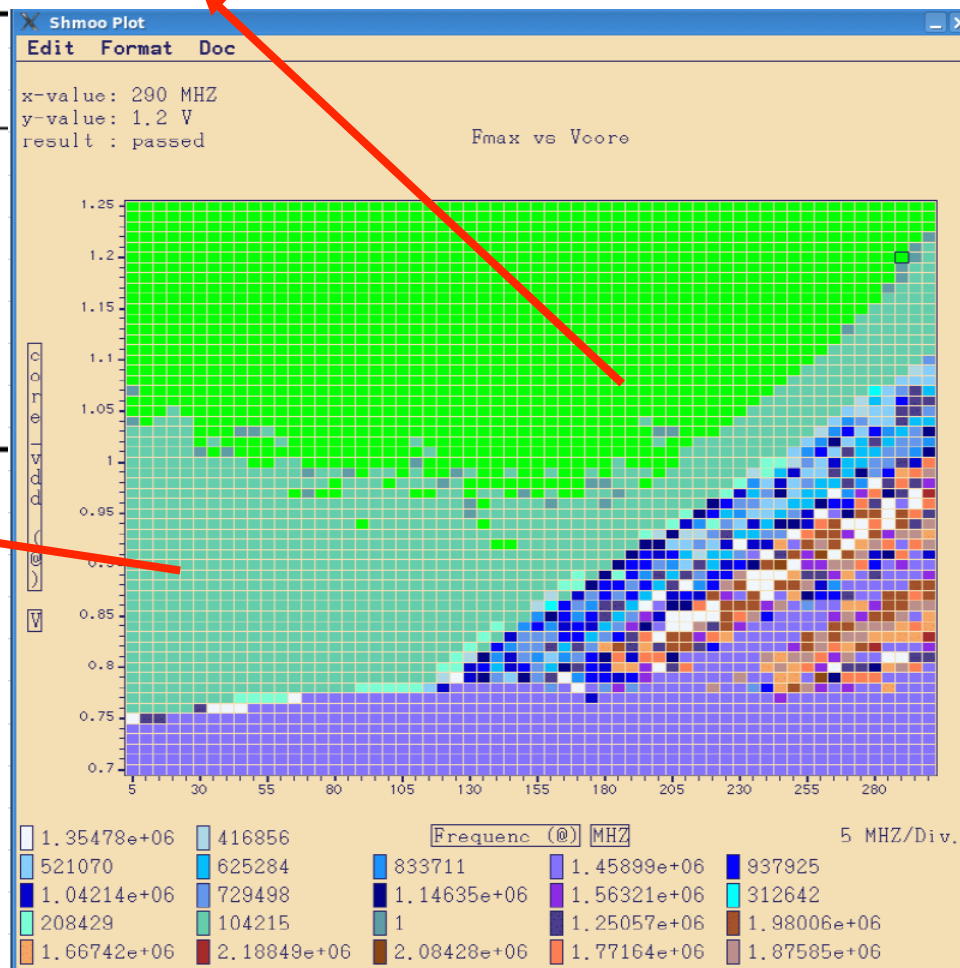 Shmoo Plot
Edit Format Doc
x-value: 290 MHZ
y-value: 1.2 V
result : passed
Fmax vs Vcore
1.25
1.2
1.15
1.1
1.05
1
0.95
0.9
0.85
0.8
0.75
0.7
core_vdd (@) V
5 30 55 80 105 130 155 180 205 230 255 280
Frequenc (@) MHZ 5 MHZ/Div.
1.35478e+06 416856
521070 625284 833711 1.45899e+06 937925
1.04214e+06 729498 1.14635e+06 1.56321e+06 312642
208429 104215 1 1.25057e+06 1.98006e+06
1.66742e+06 2.18849e+06 2.08428e+06 1.77164e+06 1.87585e+06